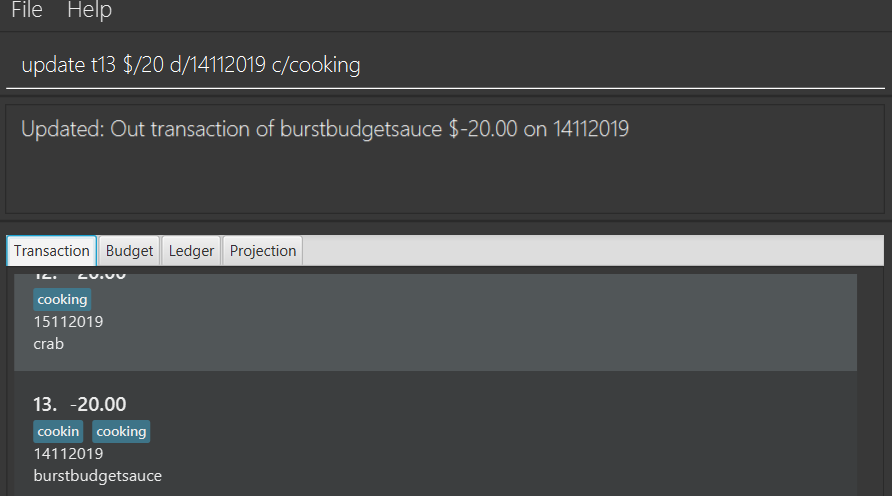 File Help
update t13 $/20 d/14112019 c/cooking
Updated: Out transaction of burstbudgetsauce $-20.00 on 14112019
Transaction Budget Ledger Projection
12. -20.00
cooking
15112019
crab
13. -20.00
cookin cooking
14112019
burstbudgetsauce